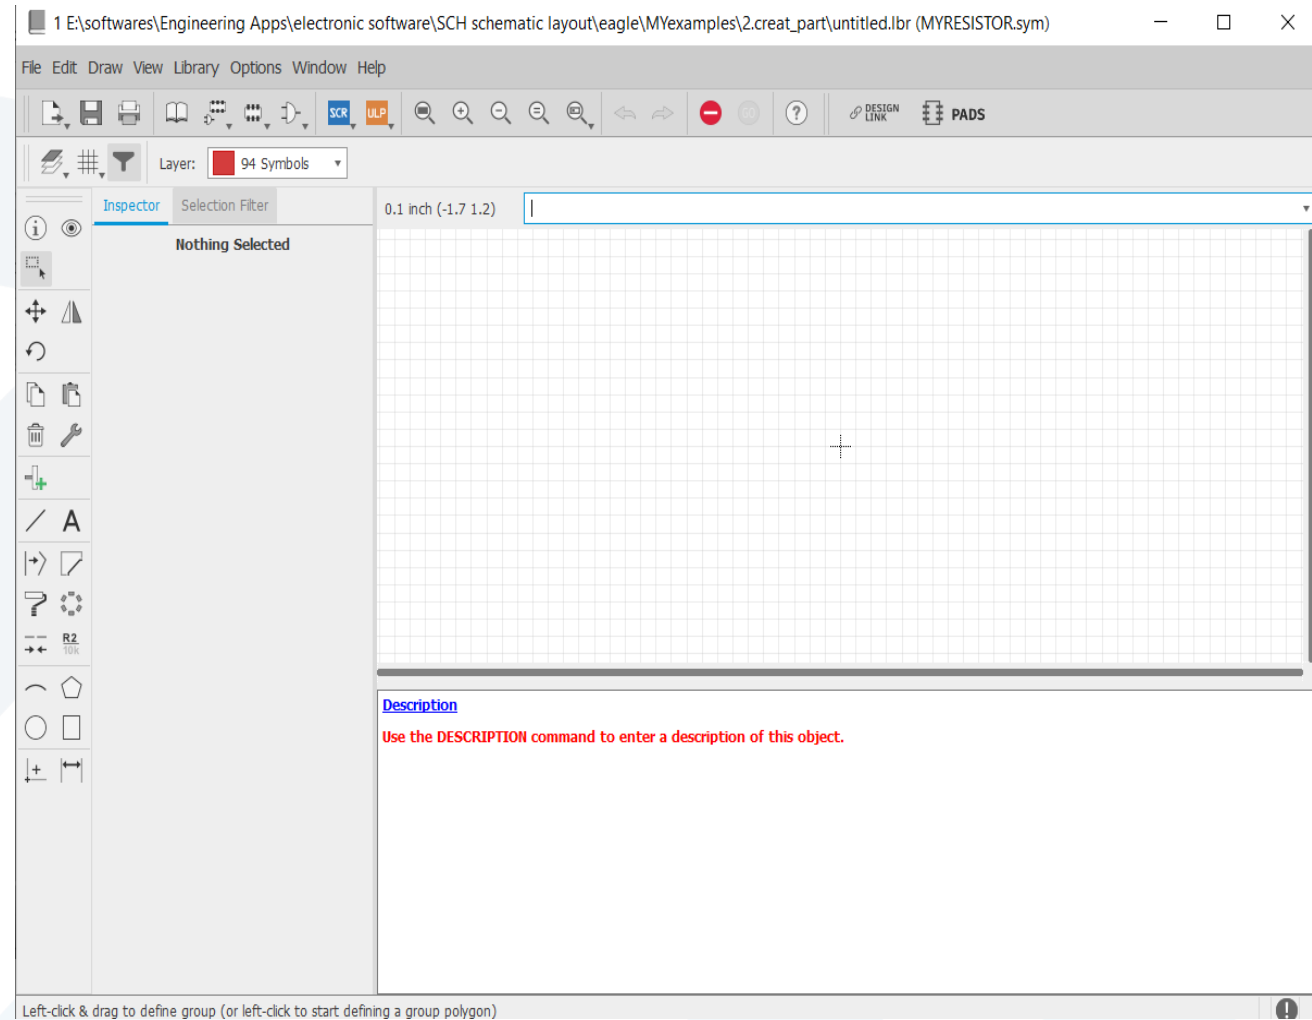 1 E:\softwares\Engineering Apps\electronic software\SCH schematic layout\eagle\MYexamples\2.creat_part\untitled.lbr (MYRESISTOR.sym)
File Edit Draw View Library Options Window Help
SCR ULP DESIGN LINK PADS
Layer: 94 Symbols
Inspector Selection Filter
0.1 inch (-1.7 1.2)
Nothing Selected
A
R2
10k
Description
Use the DESCRIPTION command to enter a description of this object.
Left-click & drag to define group (or left-click to start defining a group polygon)